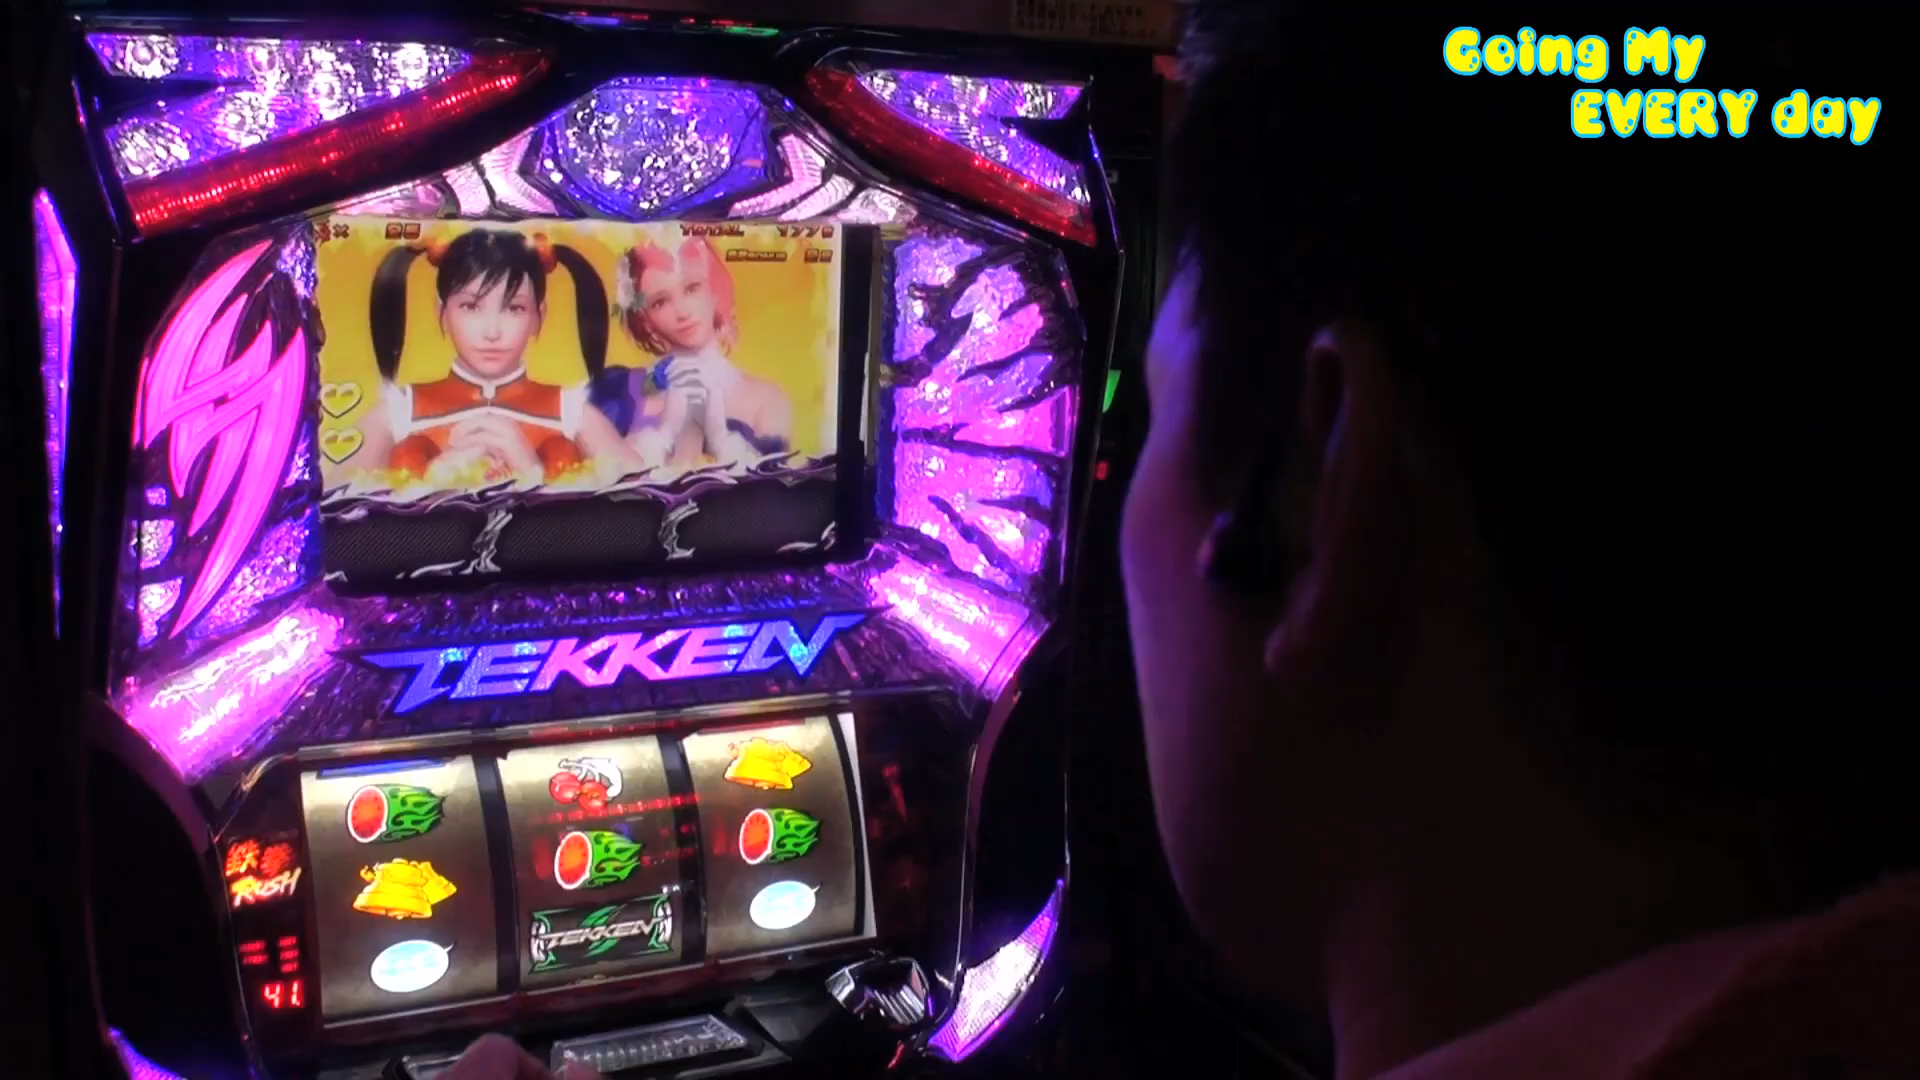 Going My
EVERY day
TOTAL
TEKKEN
鉄拳
RUSH
TEKKEN
41